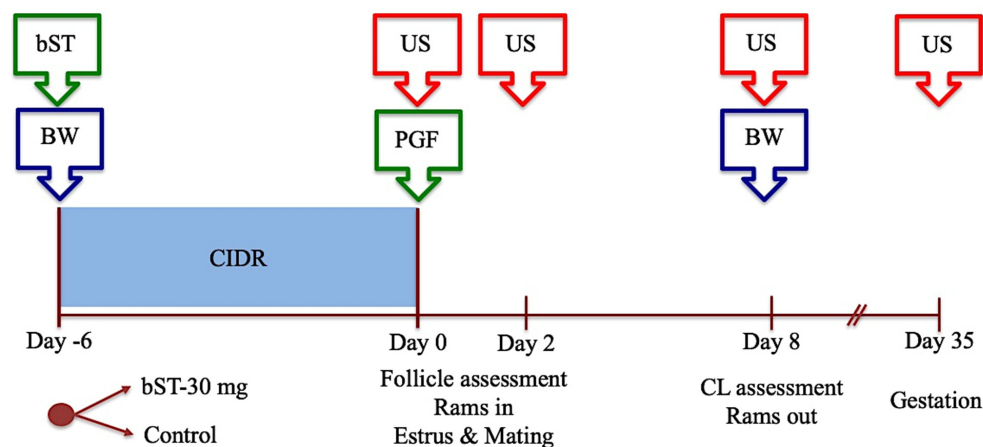 bST
US
US
US
US
BW
PGF
BW
CIDR
Day -6
Day 0
Day 2
Day 8
Day 35
bST-30 mg
Control
Follicle assessment
Rams in
Estrus & Mating
CL assessment
Rams out
Gestation